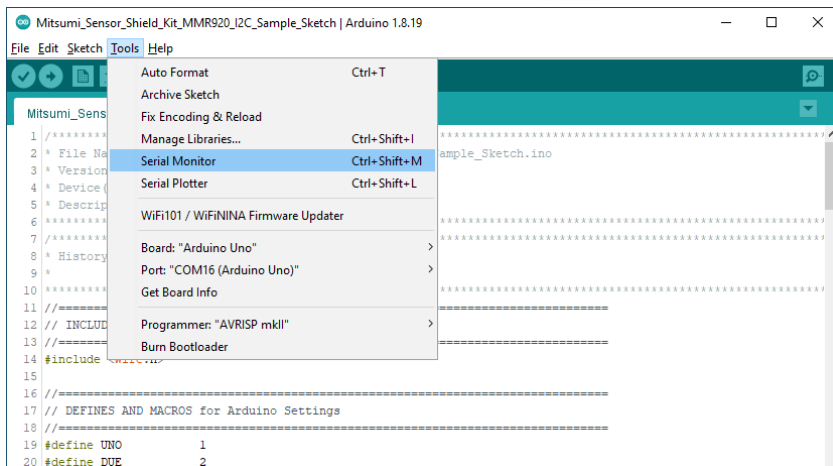 Mitsumi_Sensor_Shield_Kit_MMR920_I2C_Sample_Sketch | Arduino 1.8.19
File Edit Sketch Tools Help
Auto Format Ctrl+T
Archive Sketch
Fix Encoding & Reload
Manage Libraries... Ctrl+Shift+I
Serial Monitor Ctrl+Shift+M
Serial Plotter Ctrl+Shift+L
WiFi101 / WiFiNINA Firmware Updater
Board: "Arduino Uno"
Port: "COM16 (Arduino Uno)"
Get Board Info
Programmer: "AVRISP mkII"
Burn Bootloader
Mitsumi_Sens
1 /********
2 * File Na ample_Sketch.ino
3 * Version
4 * Device(
5 * Descrip
6 *********
7 /********
8 * History
9 *
10 *********
11 //=======
12 // INCLUD
13 //=======
14 #include <Wire.h>
15
16 //==============================================================================
17 // DEFINES AND MACROS for Arduino Settings
18 //==============================================================================
19 #define UNO 1
20 #define DUE 2